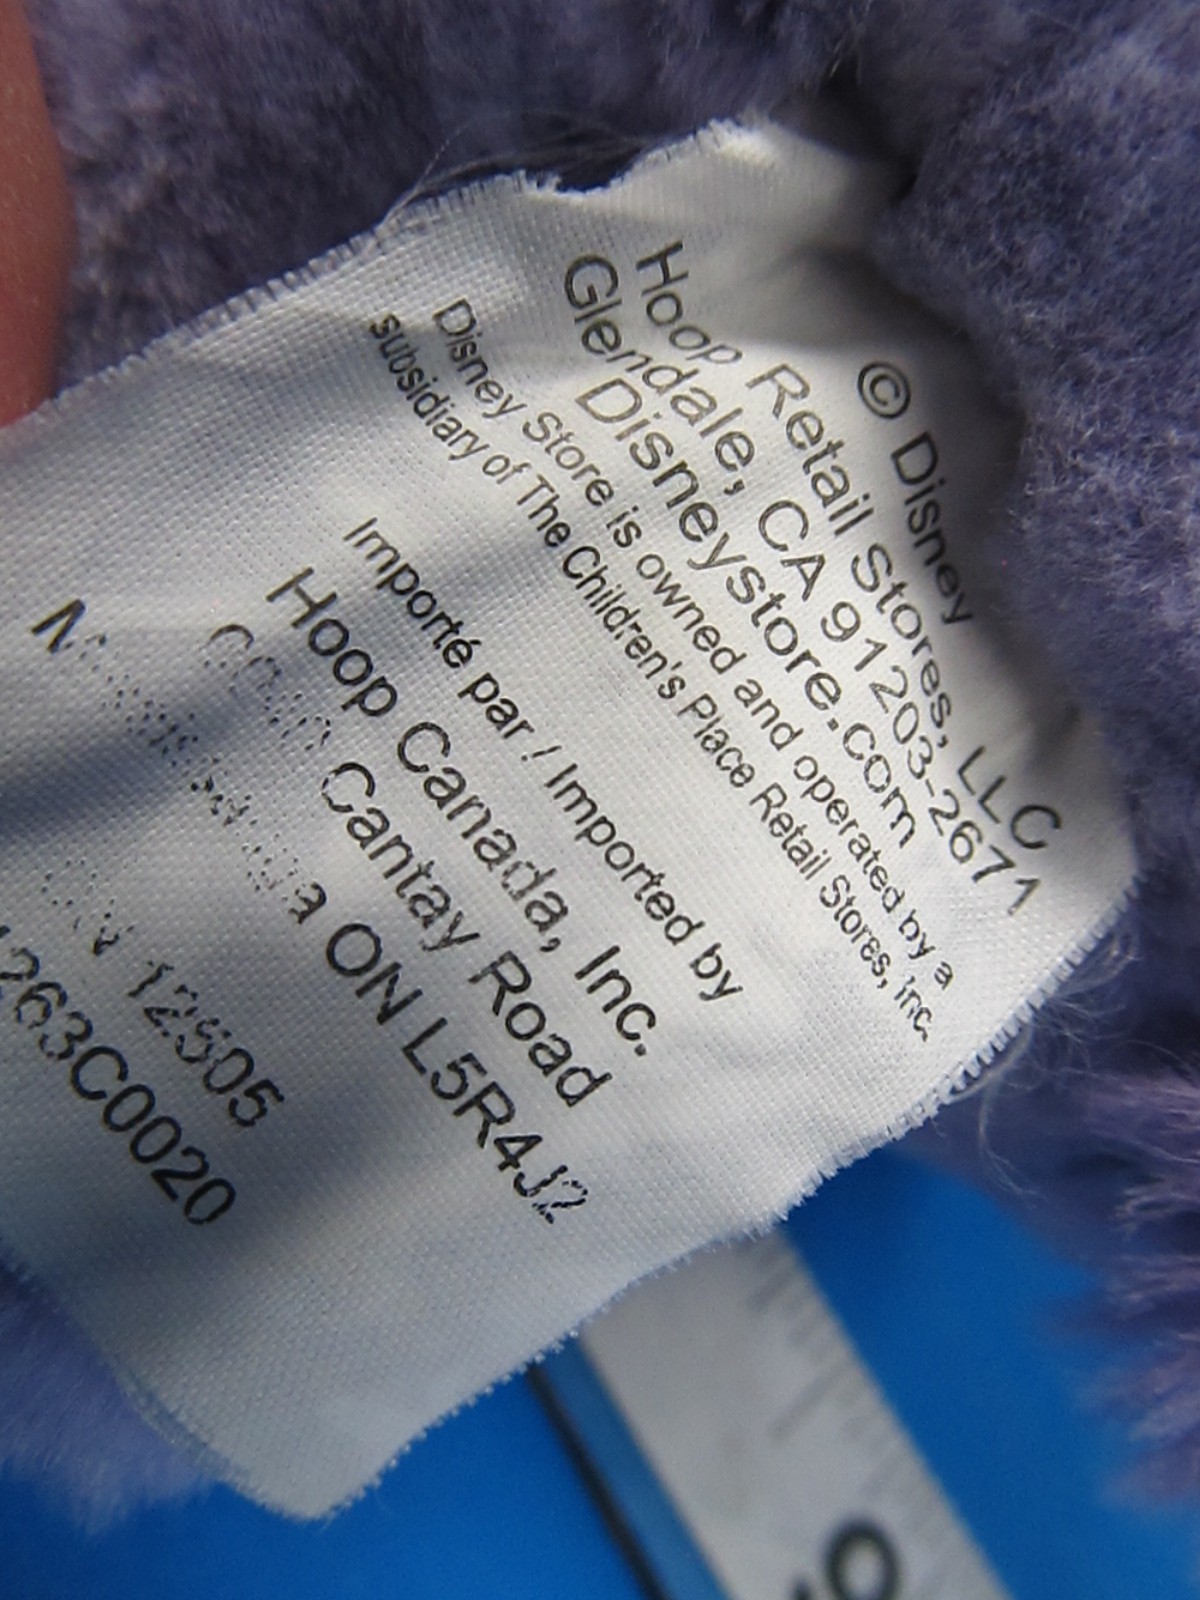 © Disney
Hoop Retail Stores, LLC
Glendale, CA 91203-2671
Disneystore.com
Disney Store is owned and operated by a
subsidiary of The Children's Place Retail Stores, Inc.
Importé par / Imported by
Hoop Canada, Inc.
Cantay Road
ON L5R4J2
12505
263C0020